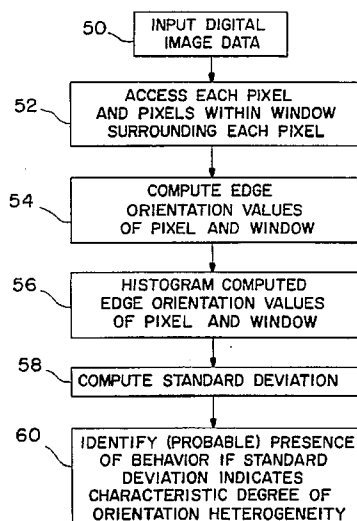 50
INPUT DIGITAL
IMAGE DATA
52
ACCESS EACH PIXEL
AND PIXELS WITHIN WINDOW
SURROUNDING EACH PIXEL
54
COMPUTE EDGE
ORIENTATION VALUES
OF PIXEL AND WINDOW
56
HISTOGRAM COMPUTED
EDGE ORIENTATION VALUES
OF PIXEL AND WINDOW
58
COMPUTE STANDARD DEVIATION
60
IDENTIFY (PROBABLE) PRESENCE
OF BEHAVIOR IF STANDARD
DEVIATION INDICATES
CHARACTERISTIC DEGREE OF
ORIENTATION HETEROGENEITY